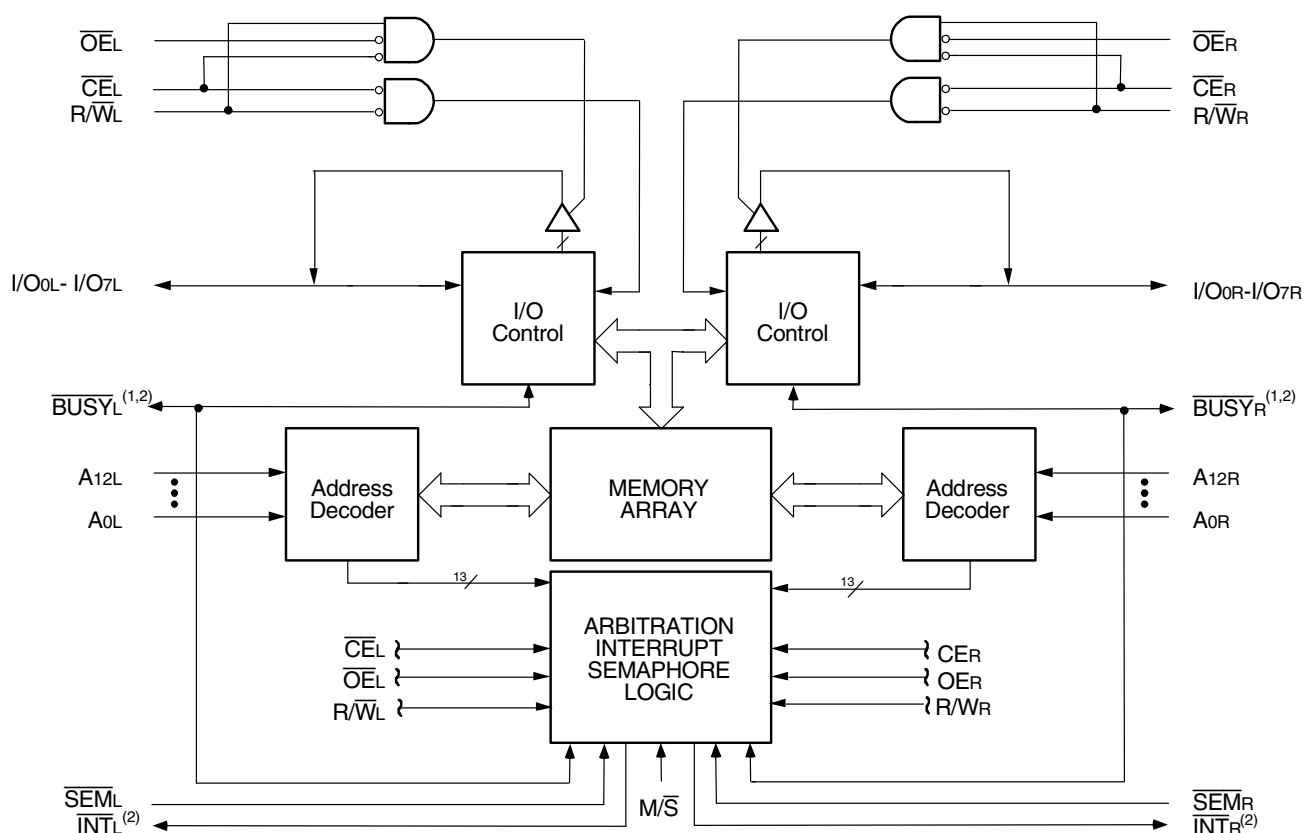 OEL
OER
CEL
CER
R/WL
R/WR
I/O0L- I/O7L
I/O
Control
I/O
Control
I/O0R-I/O7R
BUSYL(1,2)
BUSYR(1,2)
A12L
A0L
Address
Decoder
MEMORY
ARRAY
Address
Decoder
A12R
A0R
13
13
ARBITRATION
INTERRUPT
SEMAPHORE
LOGIC
CEL
OEL
R/WL
CER
OER
R/WR
SEML
M/S
SEMR
INTL(2)
INTR(2)